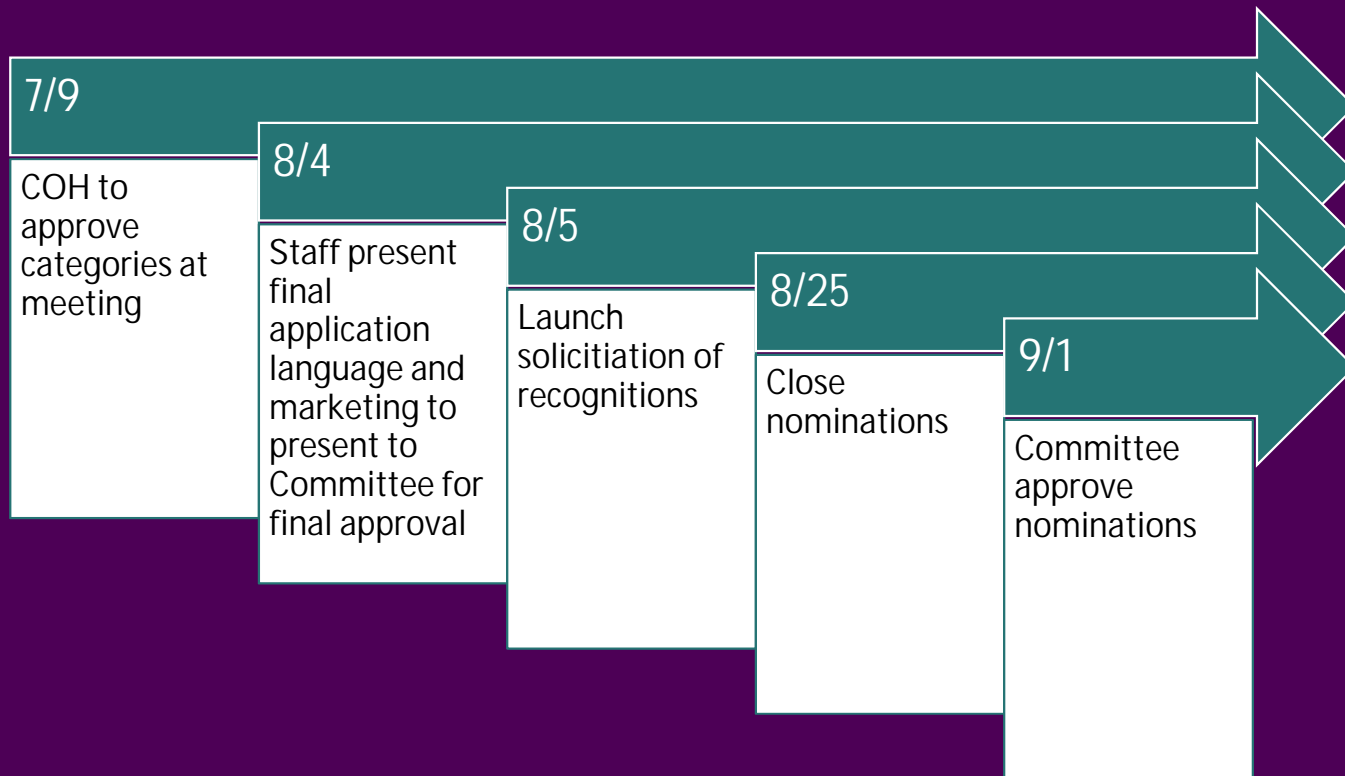 7/9
COH to
approve
categories at
meeting
8/4
Staff present
final
application
language and
marketing to
present to
Committee for
final approval
8/5
Launch
solicitiation of
recognitions
8/25
Close
nominations
9/1
Committee
approve
nominations